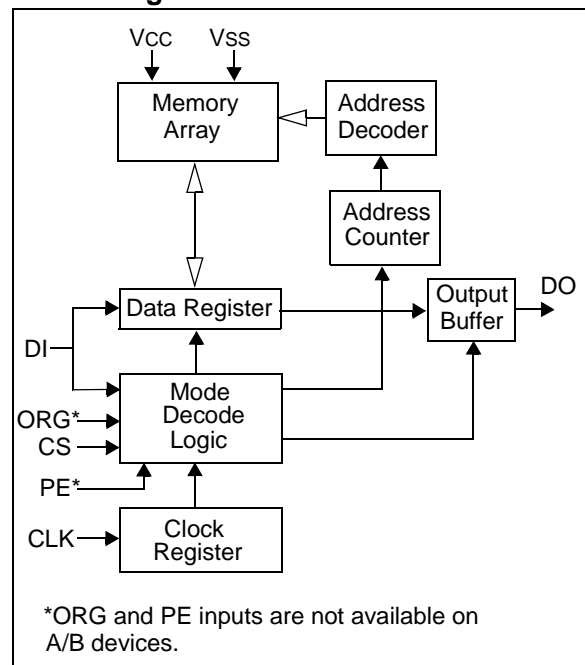 VCC
VSS
Memory
Array
Address
Decoder
Address
Counter
Data Register
Output
Buffer
DO
DI
Mode
Decode
Logic
ORG*
CS
PE*
CLK
Clock
Register
*ORG and PE inputs are not available on
A/B devices.